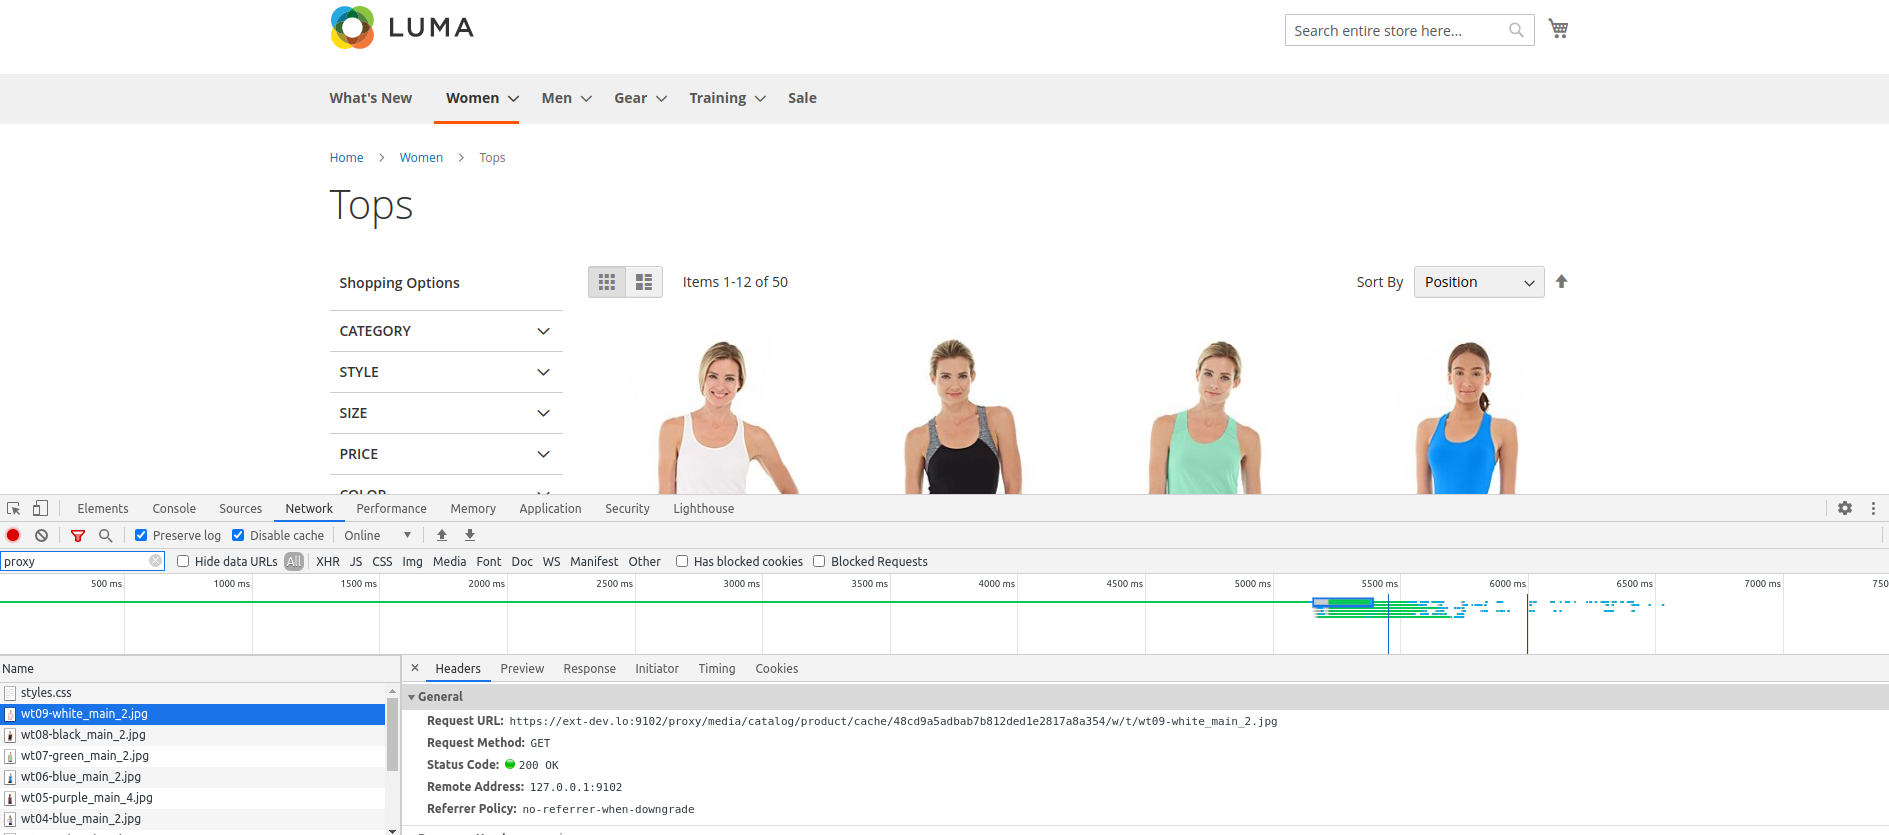 LUMA
Search entire store here...
What's New Women Men Gear Training Sale
Home Women Tops
Tops
Shopping Options
Items 1-12 of 50
Sort By Position
CATEGORY
STYLE
SIZE
PRICE
COLOR
Elements Console Sources Network Performance Memory Application Security Lighthouse
Preserve log Disable cache Online
proxy Hide data URLs All XHR JS CSS Img Media Font Doc WS Manifest Other Has blocked cookies Blocked Requests
500 ms 1000 ms 1500 ms 2000 ms 2500 ms 3000 ms 3500 ms 4000 ms 4500 ms 5000 ms 5500 ms 6000 ms 6500 ms 7000 ms 750
Name
Headers Preview Response Initiator Timing Cookies
styles.css
wt09-white_main_2.jpg
wt08-black_main_2.jpg
wt07-green_main_2.jpg
wt06-blue_main_2.jpg
wt05-purple_main_4.jpg
wt04-blue_main_2.jpg
General
Request URL: https://ext-dev.lo:9102/proxy/media/catalog/product/cache/48cd9a5adbab7b812ded1e2817a8a354/w/t/wt09-white_main_2.jpg
Request Method: GET
Status Code: 200 OK
Remote Address: 127.0.0.1:9102
Referrer Policy: no-referrer-when-downgrade